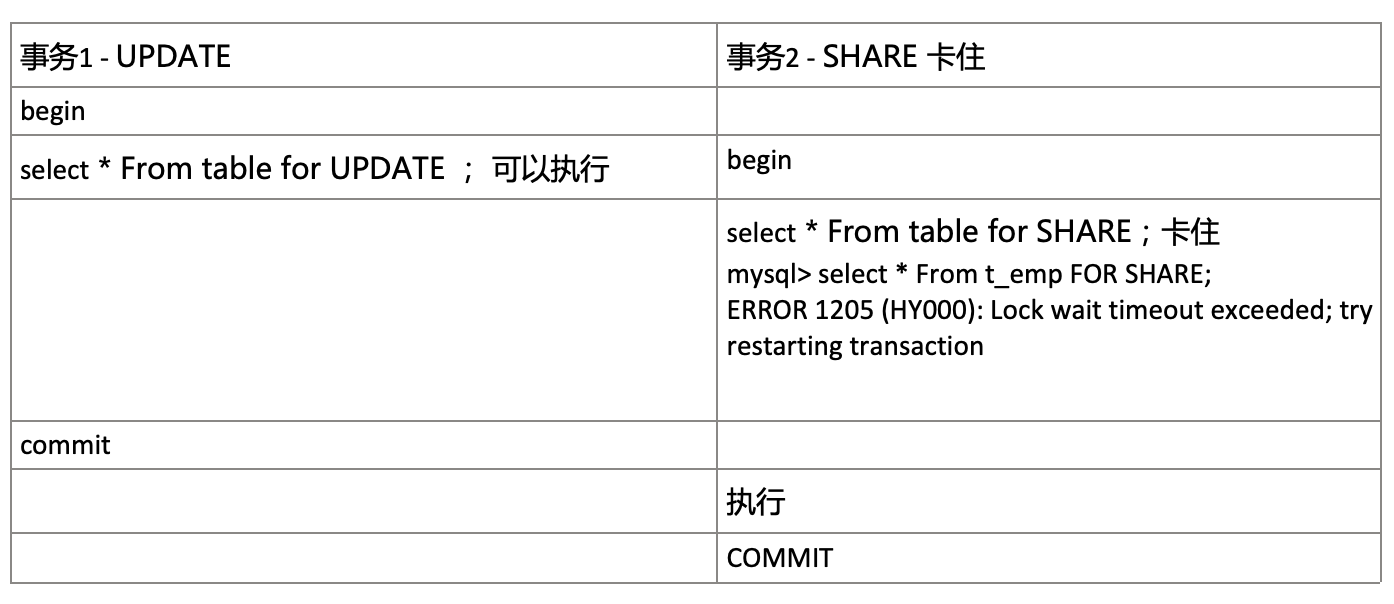 事务1 - UPDATE
事务2 - SHARE 卡住
begin
select * From table for UPDATE ； 可以执行
begin
select * From table for SHARE；卡住
mysql> select * From t_emp FOR SHARE;
ERROR 1205 (HY000): Lock wait timeout exceeded; try
restarting transaction
commit
执行
COMMIT